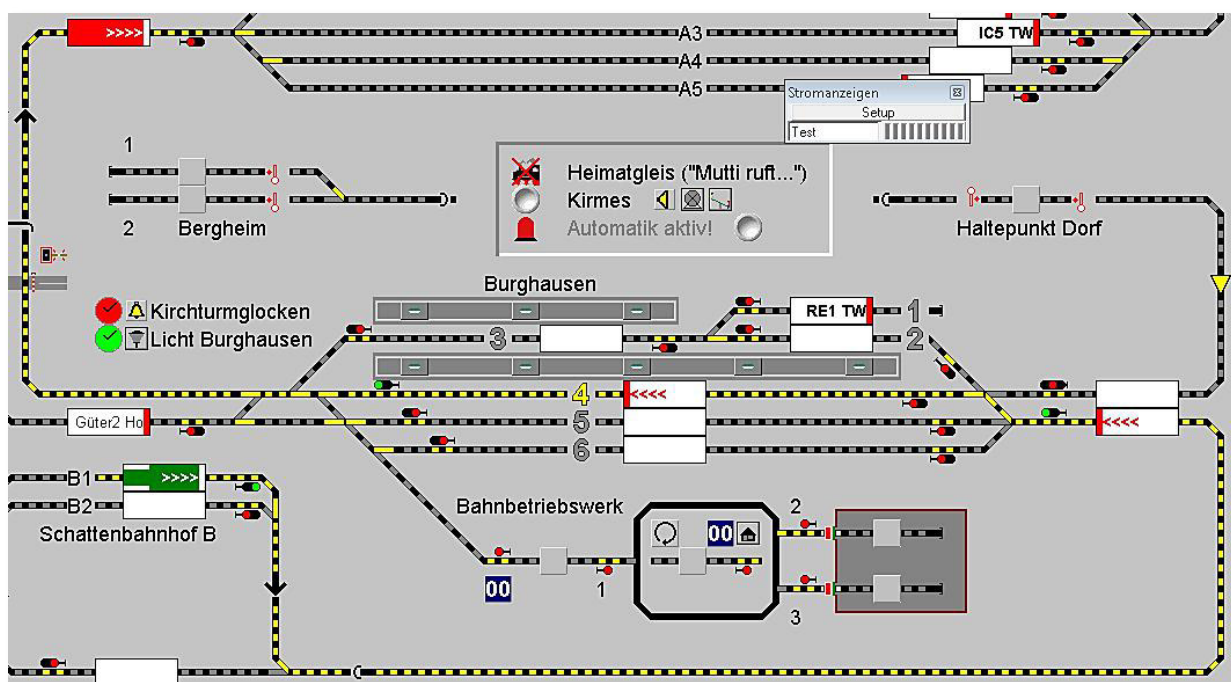 >>>>
A3
IC5 TW
A4
A5
Stromanzeigen
Setup
Test
1
2
Bergheim
Heimatgleis ("Mutti ruft...")
Kirmes
Automatik aktiv!
Haltepunkt Dorf
Burghausen
Kirchturmglocken
Licht Burghausen
RE1 TW
1
3
2
4
<<<<
Güter2 Ho
5
<<<<
6
B1
>>>>
B2
Schattenbahnhof B
Bahnbetriebswerk
2
00
00
1
3